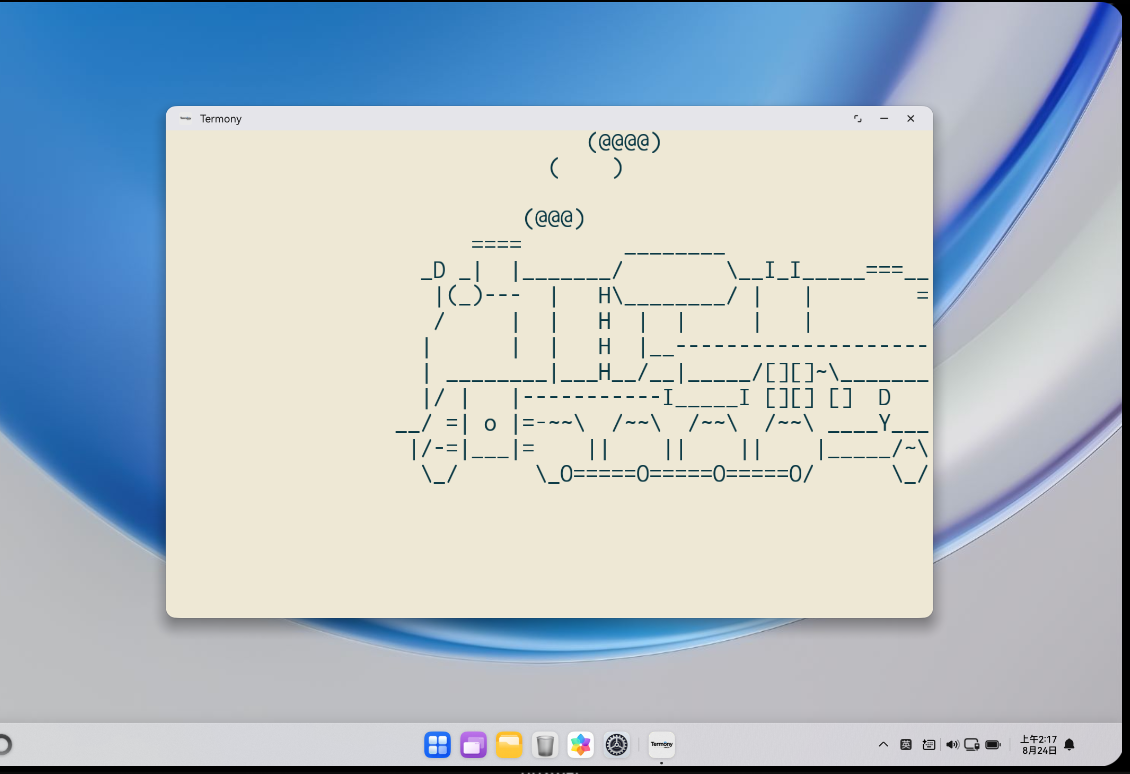 Termony
                                 (@@@@)
                              (    )

                            (@@@)
                        ====        ________
                    _D _|  |_______/        \__I_I_____===__
                     |(_)---  |   H\________/ |   |        =
                     /     |  |   H  |  |     |   |
                    |      |  |   H  |__--------------------
                    | ________|___H__/__|_____/[][]~\_______
                    |/ |   |-----------I_____I [][] []  D
                  __/ =| o |=-~~\  /~~\  /~~\  /~~\ ____Y___
                   |/-=|___|=    ||    ||    ||     |_____/~\
                    \_/      \_O=====O=====O=====O/      \_/
Termony
英
上午2:17
8月24日